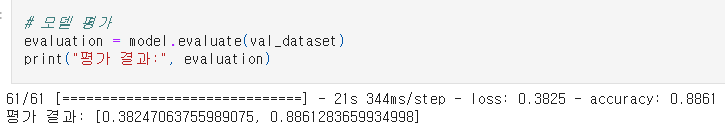 # 모델 평가
evaluation = model.evaluate(val_dataset)
print("평가 결과:", evaluation)
61/61 [==============================] - 21s 344ms/step - loss: 0.3825 - accuracy: 0.8861
평가 결과: [0.38247063755989075, 0.8861283659934998]